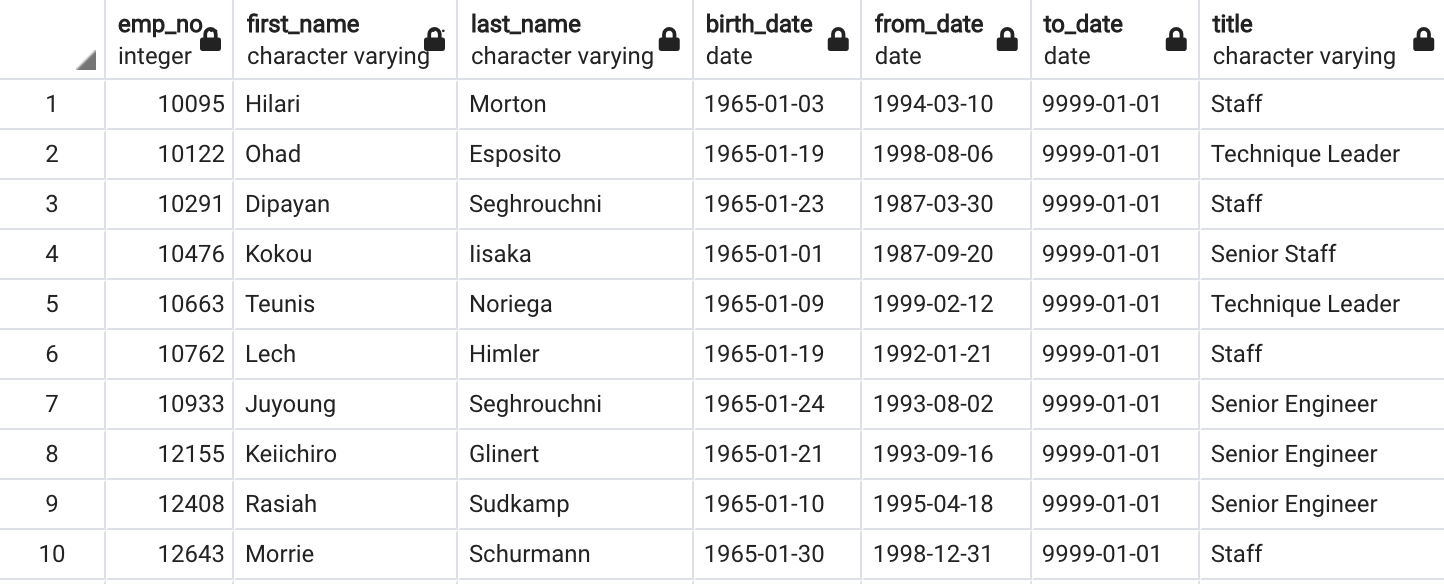 emp_no first_name last_name birth_date from_date to_date title
integer character varying character varying date date date character varying
1 10095 Hilari Morton 1965-01-03 1994-03-10 9999-01-01 Staff
2 10122 Ohad Esposito 1965-01-19 1998-08-06 9999-01-01 Technique Leader
3 10291 Dipayan Seghrouchni 1965-01-23 1987-03-30 9999-01-01 Staff
4 10476 Kokou Iisaka 1965-01-01 1987-09-20 9999-01-01 Senior Staff
5 10663 Teunis Noriega 1965-01-09 1999-02-12 9999-01-01 Technique Leader
6 10762 Lech Himler 1965-01-19 1992-01-21 9999-01-01 Staff
7 10933 Juyoung Seghrouchni 1965-01-24 1993-08-02 9999-01-01 Senior Engineer
8 12155 Keiichiro Glinert 1965-01-21 1993-09-16 9999-01-01 Senior Engineer
9 12408 Rasiah Sudkamp 1965-01-10 1995-04-18 9999-01-01 Senior Engineer
10 12643 Morrie Schurmann 1965-01-30 1998-12-31 9999-01-01 Staff